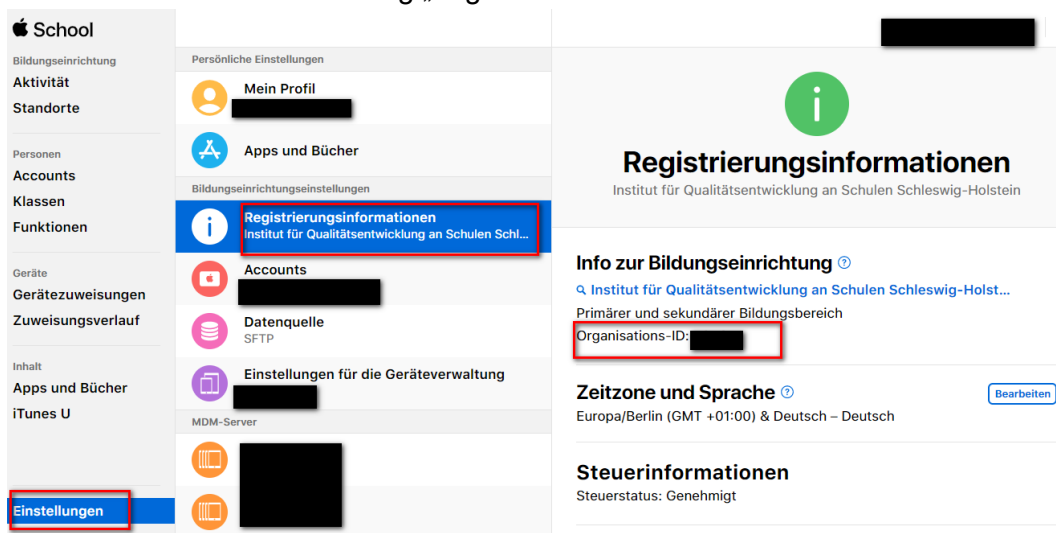 School
Bildungseinrichtung
Aktivität
Standorte
Personen
Accounts
Klassen
Funktionen
Geräte
Gerätezuweisungen
Zuweisungsverlauf
Inhalt
Apps und Bücher
iTunes U
Einstellungen
Persönliche Einstellungen
Mein Profil
Apps und Bücher
Bildungseinrichtungseinstellungen
Registrierungsinformationen
Institut für Qualitätsentwicklung an Schulen Schl...
Accounts
Datenquelle
SFTP
Einstellungen für die Geräteverwaltung
MDM-Server
Registrierungsinformationen
Institut für Qualitätsentwicklung an Schulen Schleswig-Holstein
Info zur Bildungseinrichtung ?
Institut für Qualitätsentwicklung an Schulen Schleswig-Holst...
Primärer und sekundärer Bildungsbereich
Organisations-ID:
Zeitzone und Sprache ?
Bearbeiten
Europa/Berlin (GMT +01:00) & Deutsch – Deutsch
Steuerinformationen
Steuerstatus: Genehmigt